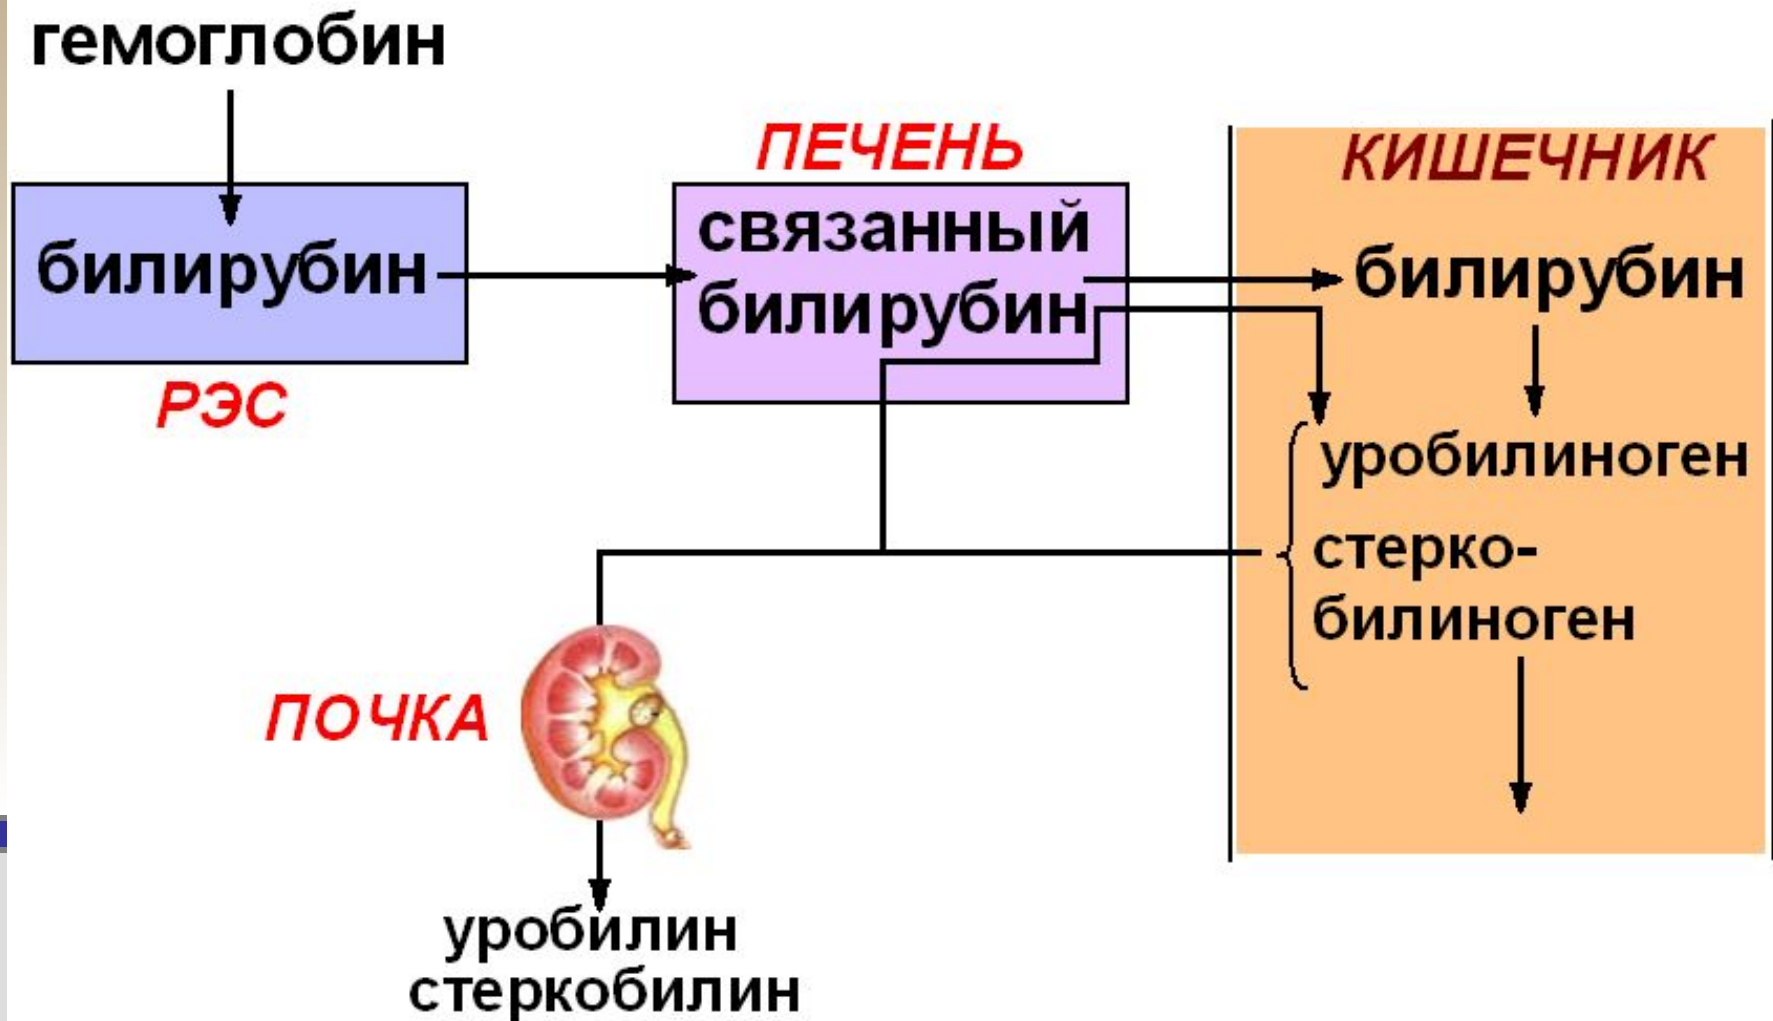 гемоглобин
ПЕЧЕНЬ
КИШЕЧНИК
билирубин
связанный
билирубин
билирубин
РЭС
уробилиноген
стерко-
билиноген
ПОЧКА
уробилин
стеркобилин